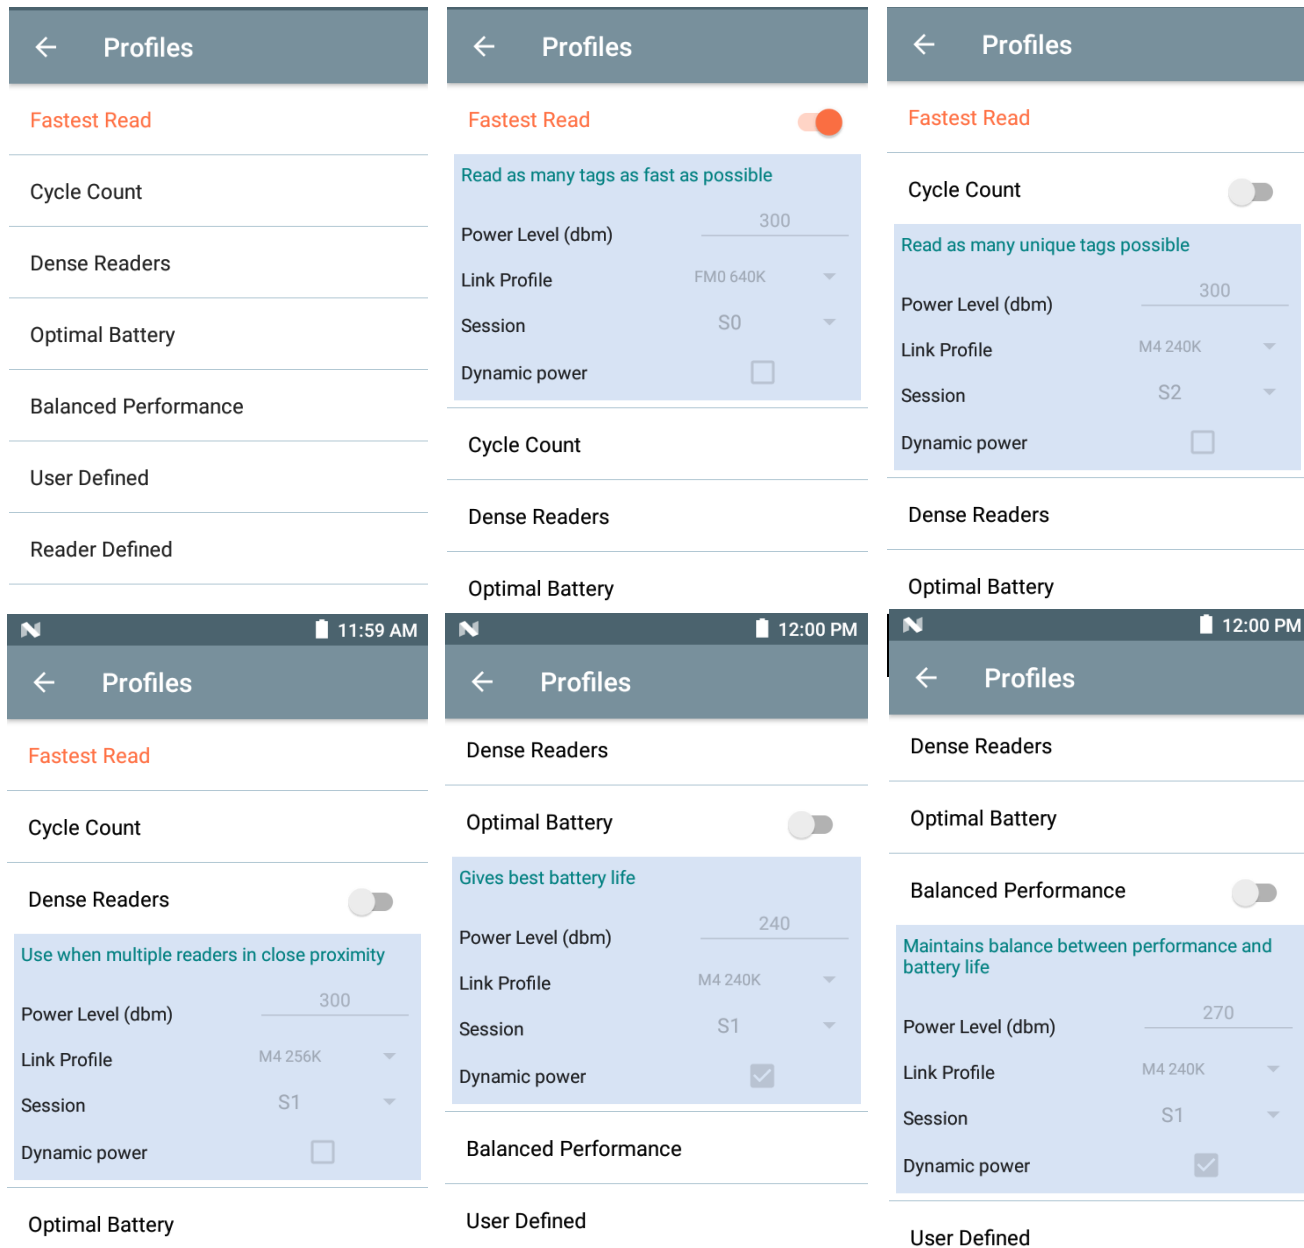 Profiles
Fastest Read
Cycle Count
Dense Readers
Optimal Battery
Balanced Performance
User Defined
Reader Defined
Profiles
Fastest Read
Read as many tags as fast as possible
Power Level (dbm) 300
Link Profile FM0 640K
Session S0
Dynamic power
Cycle Count
Dense Readers
Optimal Battery
Profiles
Fastest Read
Cycle Count
Read as many unique tags possible
Power Level (dbm) 300
Link Profile M4 240K
Session S2
Dynamic power
Dense Readers
Optimal Battery
11:59 AM
Profiles
Fastest Read
Cycle Count
Dense Readers
Use when multiple readers in close proximity
Power Level (dbm) 300
Link Profile M4 256K
Session S1
Dynamic power
Optimal Battery
12:00 PM
Profiles
Dense Readers
Optimal Battery
Gives best battery life
Power Level (dbm) 240
Link Profile M4 240K
Session S1
Dynamic power
Balanced Performance
User Defined
12:00 PM
Profiles
Dense Readers
Optimal Battery
Balanced Performance
Maintains balance between performance and
battery life
Power Level (dbm) 270
Link Profile M4 240K
Session S1
Dynamic power
User Defined